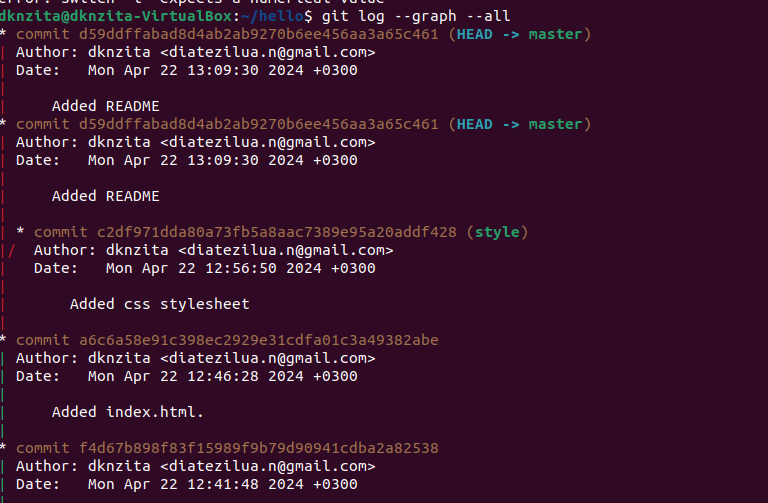 error: switch `l' expects a numerical value
dknzita@dknzita-VirtualBox:~/hello$ git log --graph --all
* commit d59ddffabad8d4ab2ab9270b6ee456aa3a65c461 (HEAD -> master)
| Author: dknzita <diatezilua.n@gmail.com>
| Date:   Mon Apr 22 13:09:30 2024 +0300
|
|     Added README
* commit d59ddffabad8d4ab2ab9270b6ee456aa3a65c461 (HEAD -> master)
| Author: dknzita <diatezilua.n@gmail.com>
| Date:   Mon Apr 22 13:09:30 2024 +0300
|
|     Added README
|
| * commit c2df971dda80a73fb5a8aac7389e95a20addf428 (style)
|/  Author: dknzita <diatezilua.n@gmail.com>
|   Date:   Mon Apr 22 12:56:50 2024 +0300
|
|       Added css stylesheet
|
* commit a6c6a58e91c398ec2929e31cdfa01c3a49382abe
| Author: dknzita <diatezilua.n@gmail.com>
| Date:   Mon Apr 22 12:46:28 2024 +0300
|
|     Added index.html.
|
* commit f4d67b898f83f15989f9b79d90941cdba2a82538
| Author: dknzita <diatezilua.n@gmail.com>
| Date:   Mon Apr 22 12:41:48 2024 +0300
|